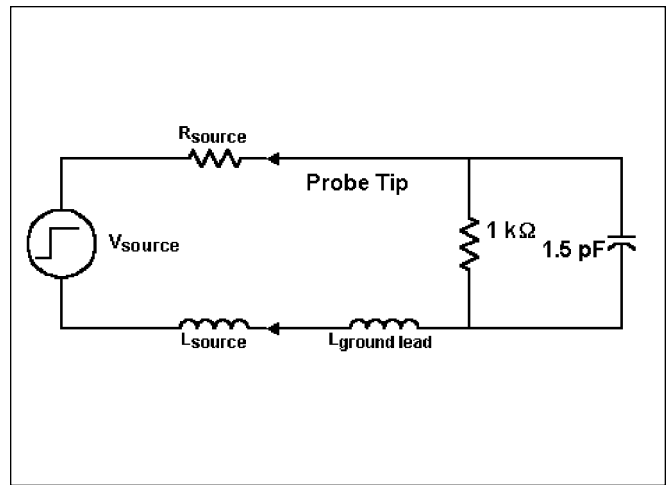 Rsource
Probe Tip
Vsource
1 kΩ
1.5 pF
Lsource
Lground lead